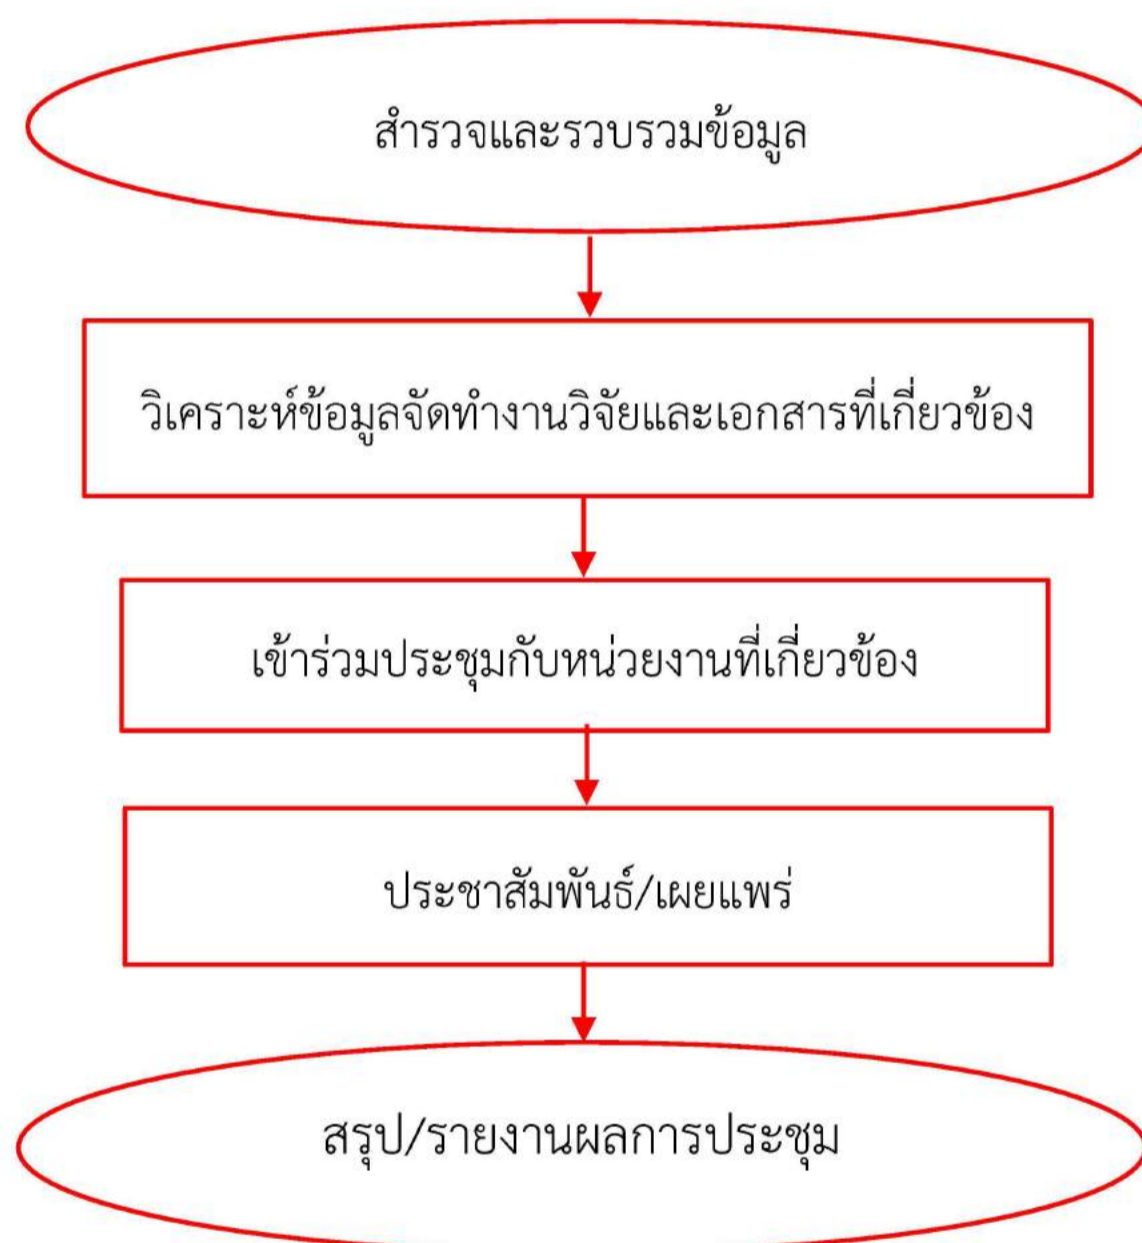 สำรวจและรวบรวมข้อมูล
วิเคราะห์ข้อมูลจัดทำงานวิจัยและเอกสารที่เกี่ยวข้อง
เข้าร่วมประชุมกับหน่วยงานที่เกี่ยวข้อง
ประชาสัมพันธ์/เผยแพร่
สรุป/รายงานผลการประชุม